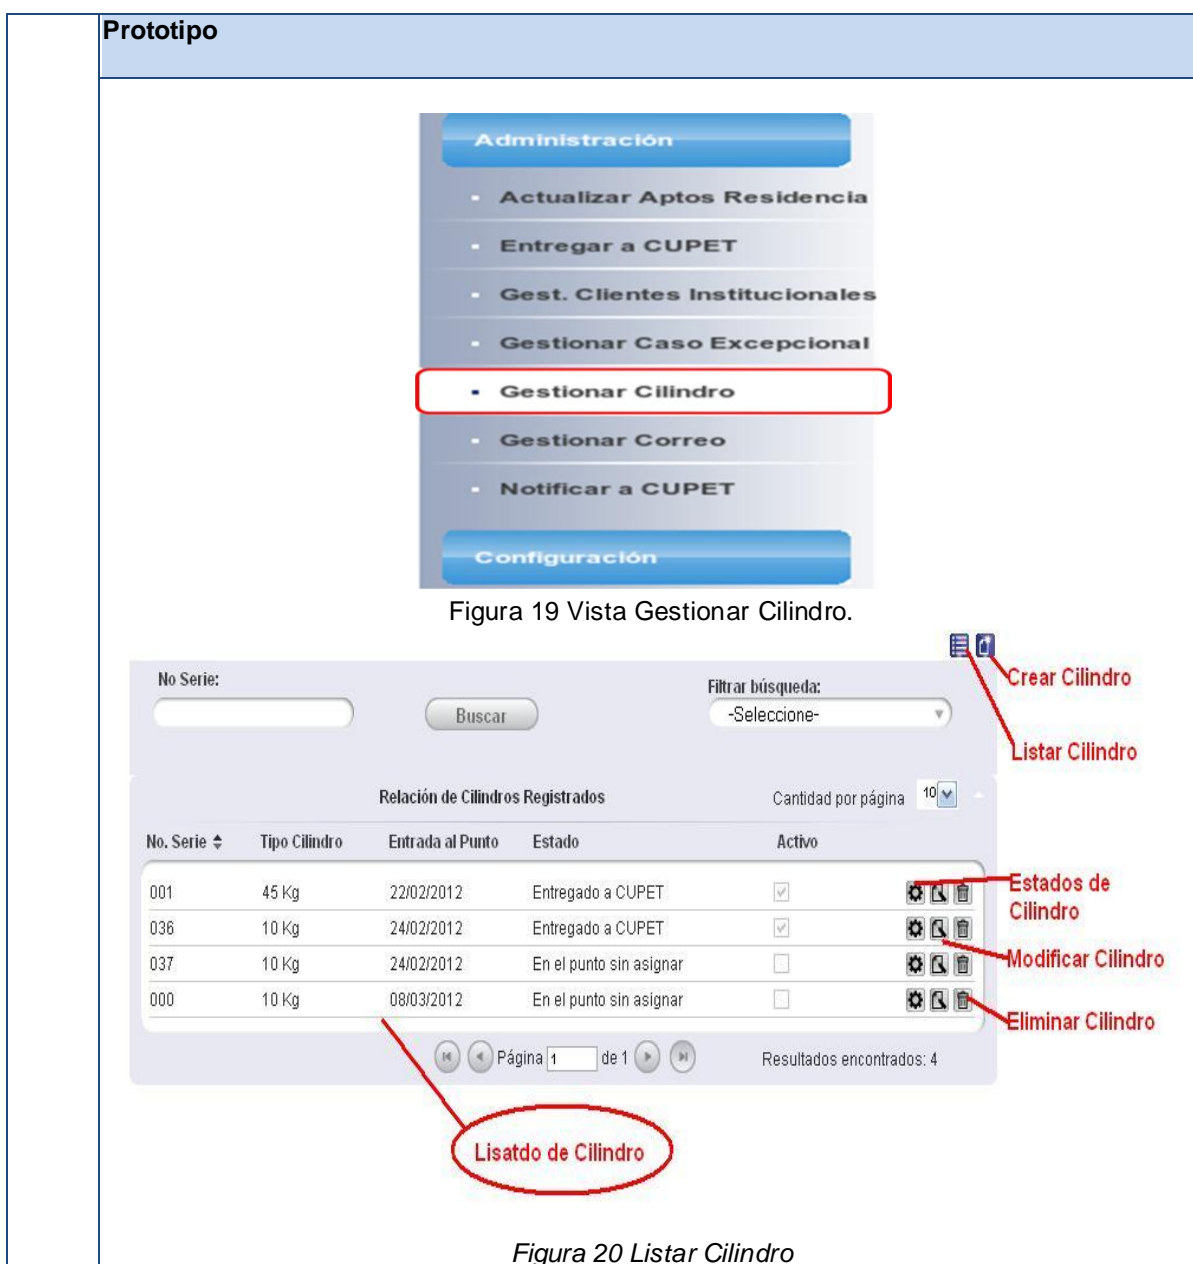 Prototipo
Administración
Actualizar Aptos Residencia
Entregar a CUPET
Gest. Clientes Institucionales
Gestionar Caso Excepcional
Gestionar Cilindro
Gestionar Correo
Notificar a CUPET
Configuración
Figura 19 Vista Gestionar Cilindro.
Crear Cilindro
No Serie:
Filtrar búsqueda:
Buscar
-Seleccione-
Listar Cilindro
Relación de Cilindros Registrados
Cantidad por página 10
No. Serie Tipo Cilindro Entrada al Punto Estado Activo
001 45 Kg 22/02/2012 Entregado a CUPET
036 10 Kg 24/02/2012 Entregado a CUPET
037 10 Kg 24/02/2012 En el punto sin asignar
000 10 Kg 08/03/2012 En el punto sin asignar
Estados de
Cilindro
Modificar Cilindro
Eliminar Cilindro
Página 1 de 1
Resultados encontrados: 4
Lisatdo de Cilindro
Figura 20 Listar Cilindro